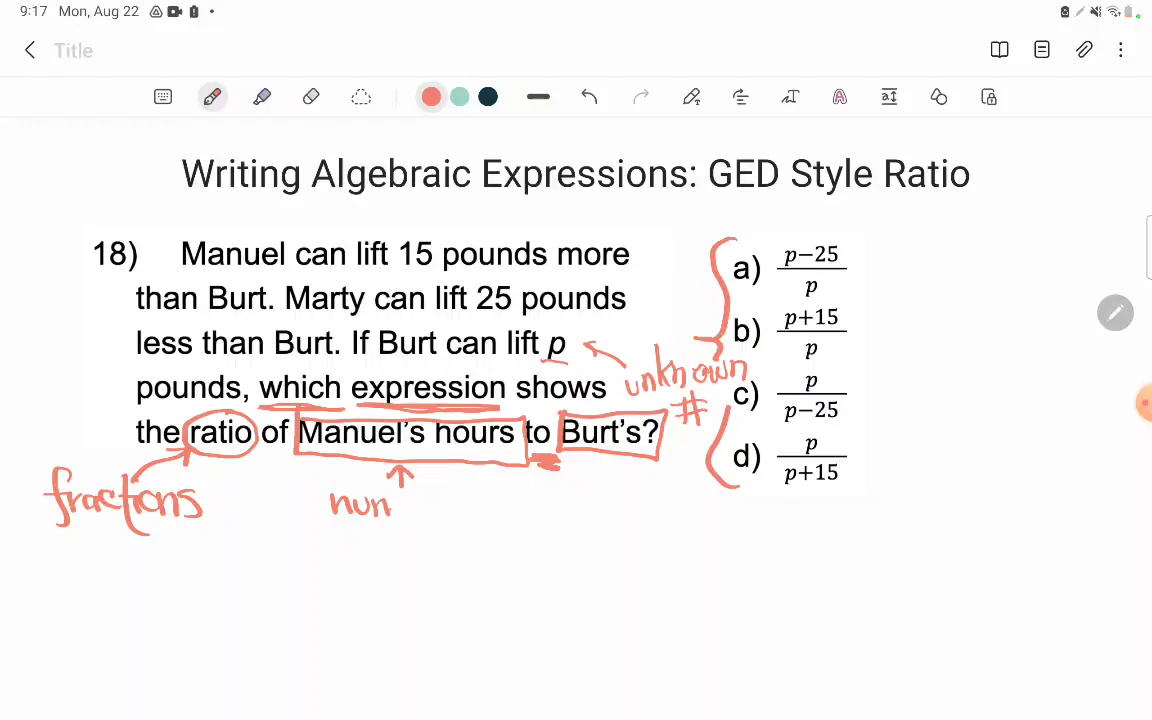 9:17 Mon, Aug 22
Title
Writing Algebraic Expressions: GED Style Ratio
18) Manuel can lift 15 pounds more
than Burt. Marty can lift 25 pounds
less than Burt. If Burt can lift p
pounds, which expression shows
the ratio of Manuel's hours to Burt's?
unknown
#
fractions
nun
a) p−25
p
b) p+15
p
c) p
p−25
d) p
p+15